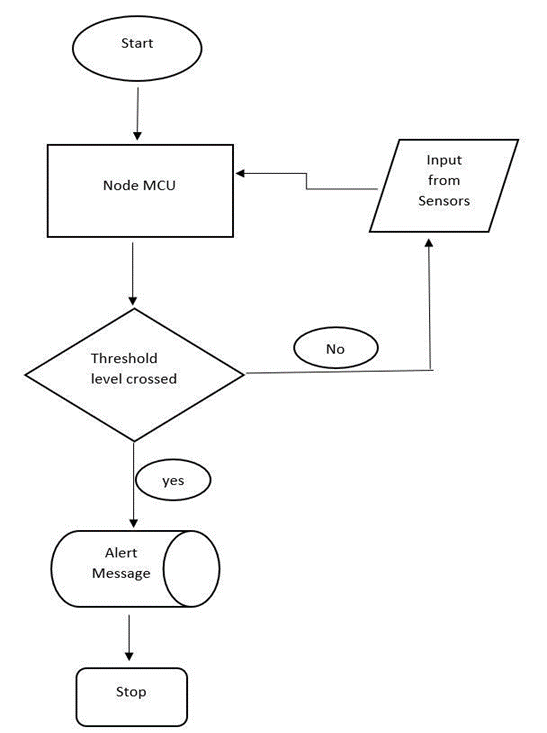 Start
Node MCU
Input
from
Sensors
Threshold
level crossed
No
yes
Alert
Message
Stop